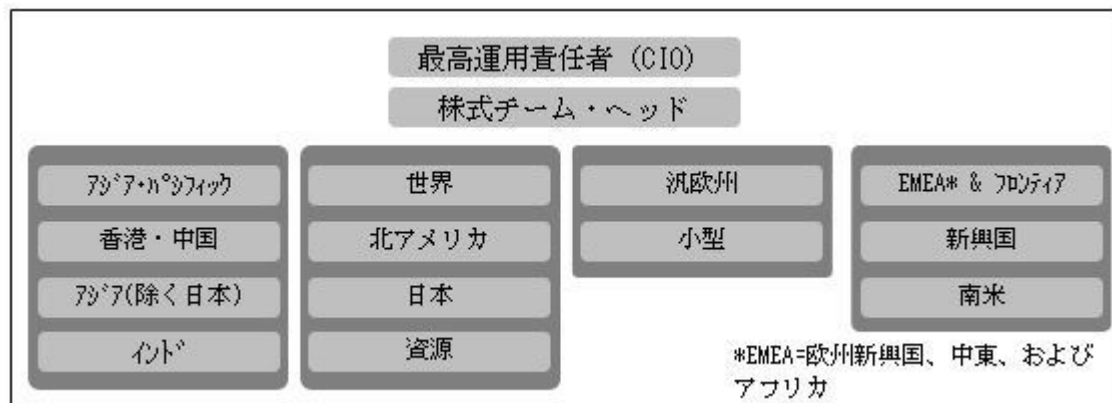 最高運用責任者 (CIO)
株式チーム・ヘッド
ｱｼﾞｱ・ﾊﾟｼﾌｨｯｸ
香港・中国
ｱｼﾞｱ(除く日本)
ｲﾝﾄﾞ
世界
北アメリカ
日本
資源
汎欧州
小型
EMEA* & ﾌﾛﾝﾃｨｱ
新興国
南米
*EMEA=欧州新興国、中東、および
アフリカ